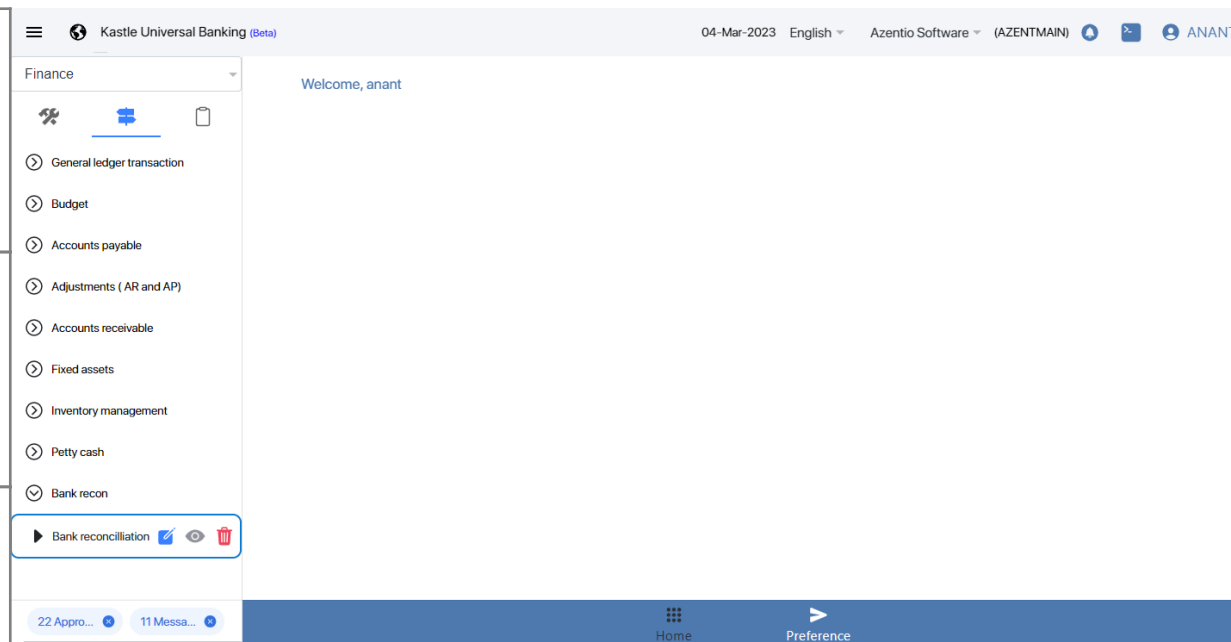 Kastle Universal Banking (Beta)
04-Mar-2023 English Azentio Software (AZENTMAIN) ANANT
Finance
Welcome, anant
General ledger transaction
Budget
Accounts payable
Adjustments ( AR and AP)
Accounts receivable
Fixed assets
Inventory management
Petty cash
Bank recon
Bank reconcilliation
22 Appro... 11 Messa...
Home Preference